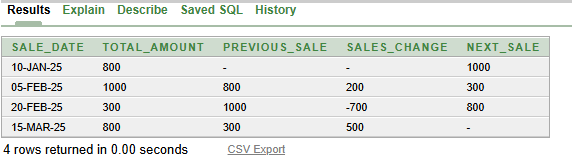 Results Explain Describe Saved SQL History
SALE_DATE TOTAL_AMOUNT PREVIOUS_SALE SALES_CHANGE NEXT_SALE
10-JAN-25 800 - - 1000
05-FEB-25 1000 800 200 300
20-FEB-25 300 1000 -700 800
15-MAR-25 800 300 500 -
4 rows returned in 0.00 seconds CSV Export